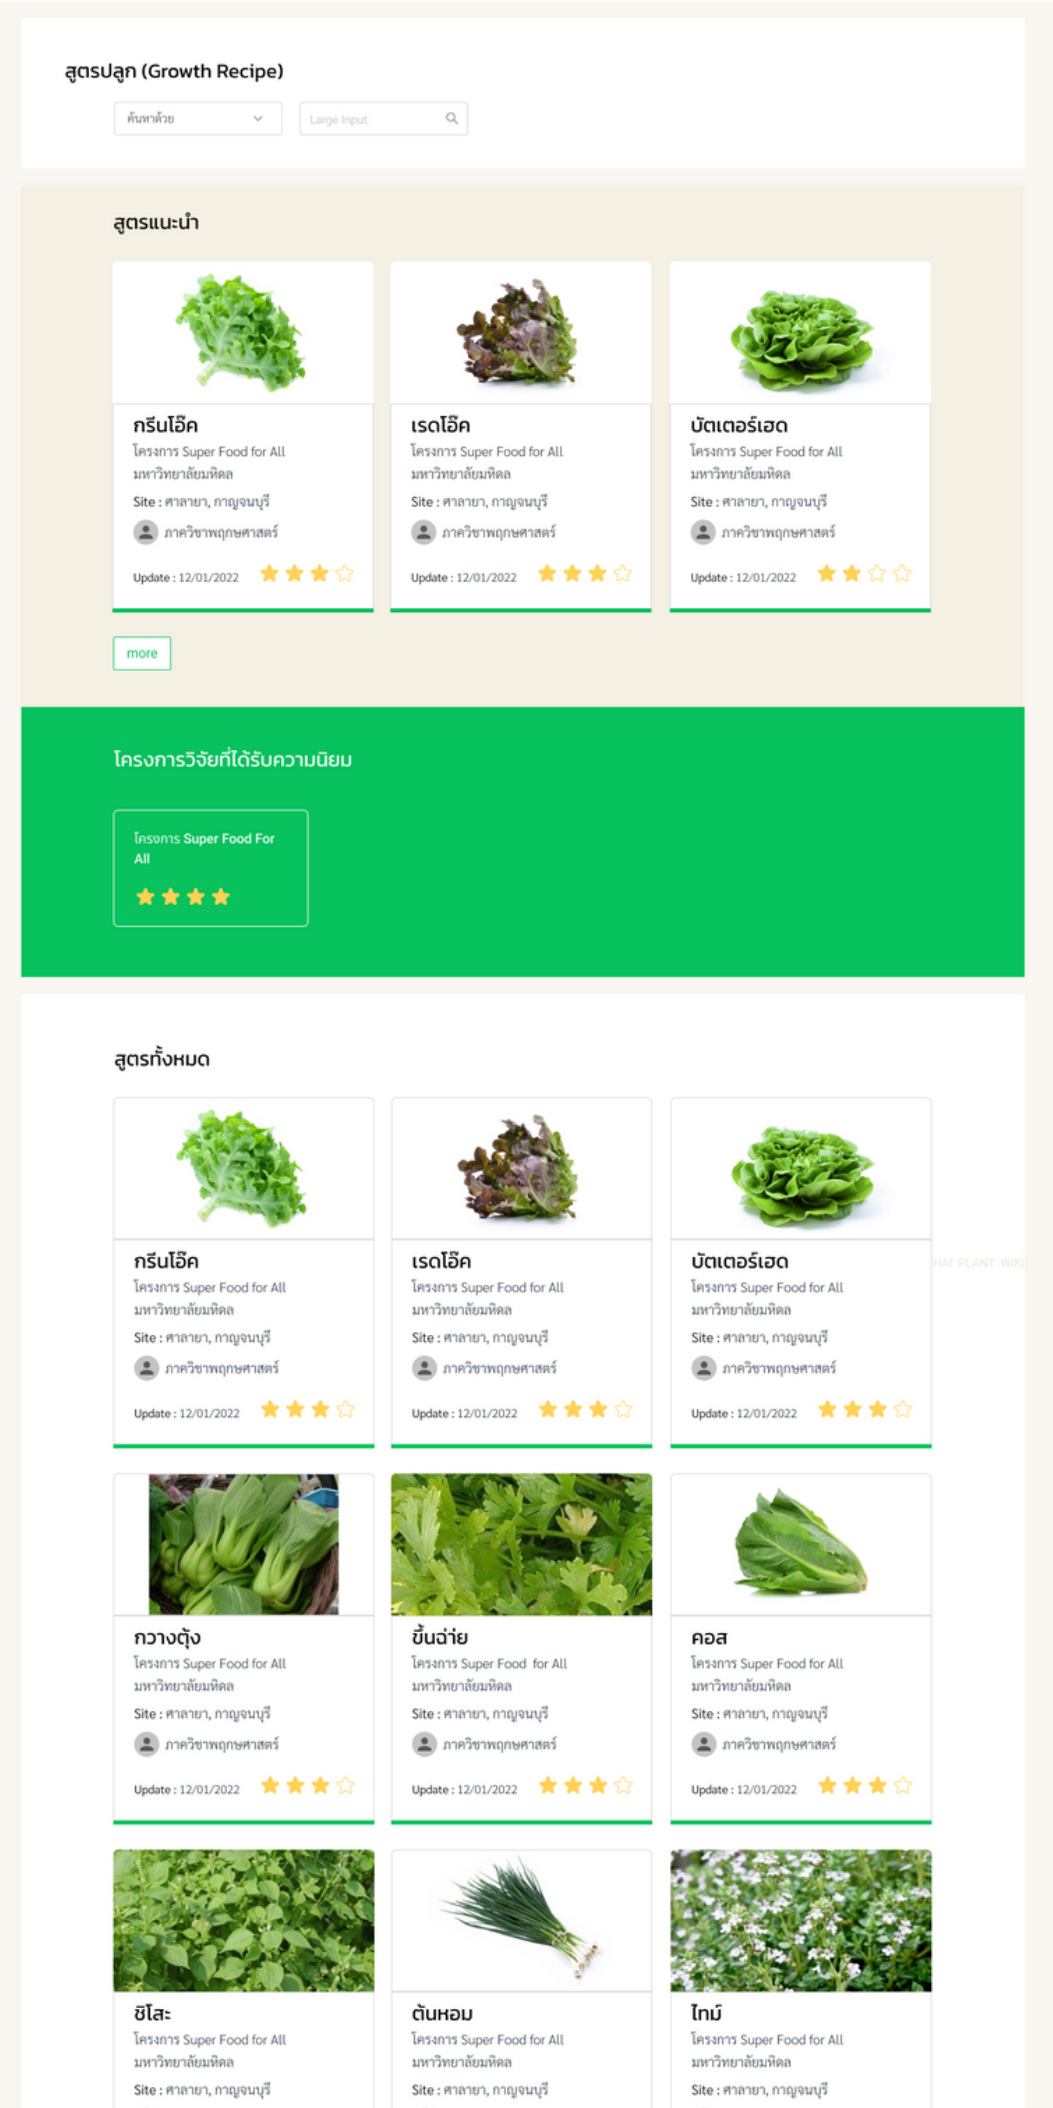 สูตรปลูก (Growth Recipe)
ค้นหาด้วย
Large Input
สูตรแนะนำ
กรีนโอ๊ค
โครงการ Super Food for All
มหาวิทยาลัยมหิดล
Site : ศาลายา, กาญจนบุรี
ภาควิชาพฤกษศาสตร์
Update : 12/01/2022
เรดโอ๊ค
โครงการ Super Food for All
มหาวิทยาลัยมหิดล
Site : ศาลายา, กาญจนบุรี
ภาควิชาพฤกษศาสตร์
Update : 12/01/2022
บัตเตอร์เฮด
โครงการ Super Food for All
มหาวิทยาลัยมหิดล
Site : ศาลายา, กาญจนบุรี
ภาควิชาพฤกษศาสตร์
Update : 12/01/2022
more
โครงการวิจัยที่ได้รับความนิยม
โครงการ Super Food For
All
สูตรทั้งหมด
กรีนโอ๊ค
โครงการ Super Food for All
มหาวิทยาลัยมหิดล
Site : ศาลายา, กาญจนบุรี
ภาควิชาพฤกษศาสตร์
Update : 12/01/2022
เรดโอ๊ค
โครงการ Super Food for All
มหาวิทยาลัยมหิดล
Site : ศาลายา, กาญจนบุรี
ภาควิชาพฤกษศาสตร์
Update : 12/01/2022
บัตเตอร์เฮด
โครงการ Super Food for All
มหาวิทยาลัยมหิดล
Site : ศาลายา, กาญจนบุรี
ภาควิชาพฤกษศาสตร์
Update : 12/01/2022
HAI PLANT WIKI
กวางตุ้ง
โครงการ Super Food for All
มหาวิทยาลัยมหิดล
Site : ศาลายา, กาญจนบุรี
ภาควิชาพฤกษศาสตร์
Update : 12/01/2022
ขึ้นฉ่าย
โครงการ Super Food for All
มหาวิทยาลัยมหิดล
Site : ศาลายา, กาญจนบุรี
ภาควิชาพฤกษศาสตร์
Update : 12/01/2022
คอส
โครงการ Super Food for All
มหาวิทยาลัยมหิดล
Site : ศาลายา, กาญจนบุรี
ภาควิชาพฤกษศาสตร์
Update : 12/01/2022
ชิโสะ
โครงการ Super Food for All
มหาวิทยาลัยมหิดล
Site : ศาลายา, กาญจนบุรี
ต้นหอม
โครงการ Super Food for All
มหาวิทยาลัยมหิดล
Site : ศาลายา, กาญจนบุรี
ไทม์
โครงการ Super Food for All
มหาวิทยาลัยมหิดล
Site : ศาลายา, กาญจนบุรี